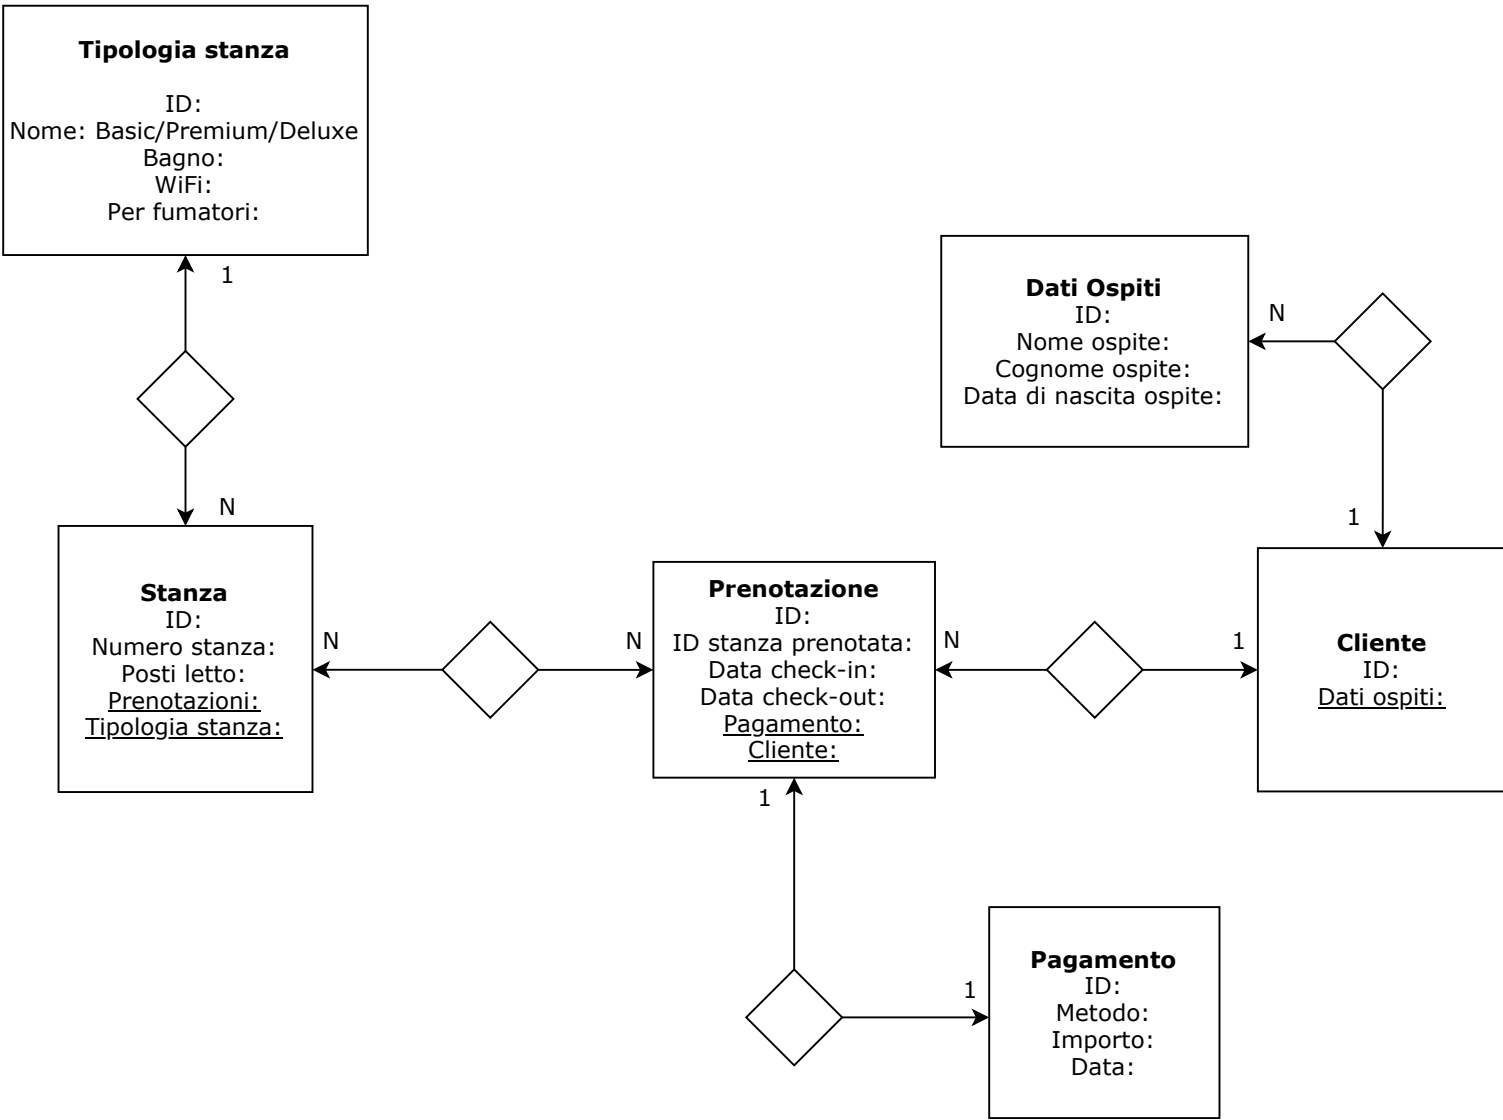 Tipologia stanza
ID:
Nome: Basic/Premium/Deluxe
Bagno:
WiFi:
Per fumatori:
1
N
Dati Ospiti
ID:
Nome ospite:
Cognome ospite:
Data di nascita ospite:
N
1
Stanza
ID:
Numero stanza:
Posti letto:
Prenotazioni:
Tipologia stanza:
N
N
Prenotazione
ID:
ID stanza prenotata:
Data check-in:
Data check-out:
Pagamento:
Cliente:
N
1
Cliente
ID:
Dati ospiti:
1
1
Pagamento
ID:
Metodo:
Importo:
Data: